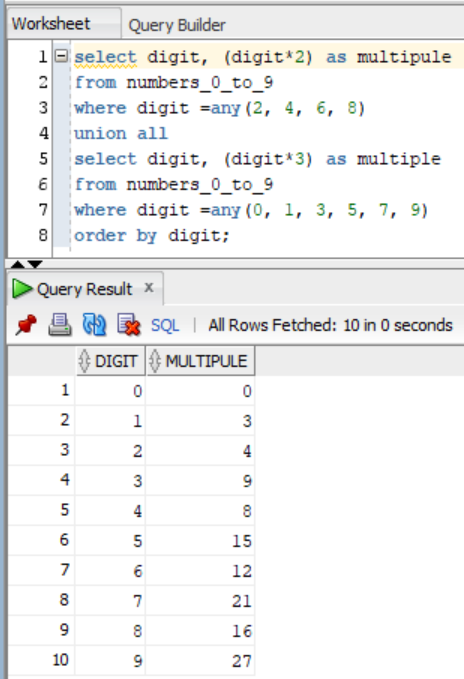 Worksheet Query Builder
1 select digit, (digit*2) as multipule
2 from numbers_0_to_9
3 where digit =any(2, 4, 6, 8)
4 union all
5 select digit, (digit*3) as multiple
6 from numbers_0_to_9
7 where digit =any(0, 1, 3, 5, 7, 9)
8 order by digit;
Query Result x
SQL | All Rows Fetched: 10 in 0 seconds
DIGIT MULTIPULE
1 0 0
2 1 3
3 2 4
4 3 9
5 4 8
6 5 15
7 6 12
8 7 21
9 8 16
10 9 27